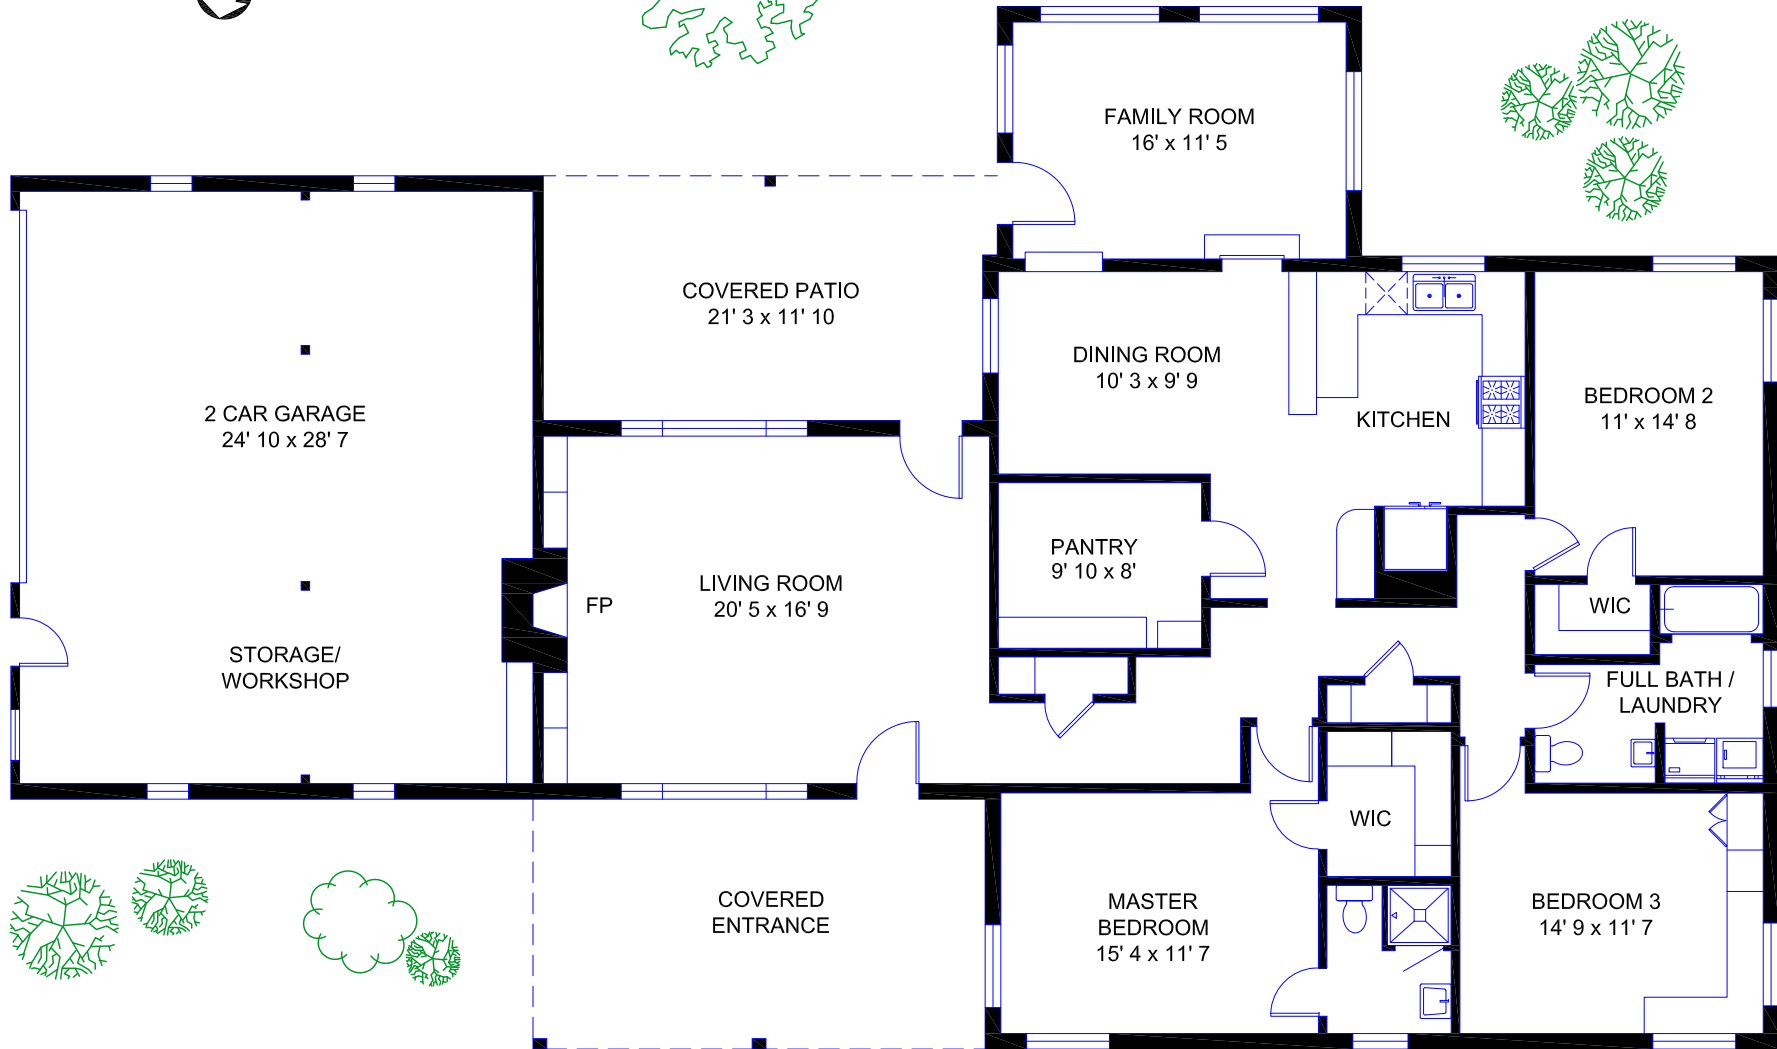 FAMILY ROOM
16' x 11' 5
COVERED PATIO
21' 3 x 11' 10
DINING ROOM
10' 3 x 9' 9
KITCHEN
BEDROOM 2
11' x 14' 8
2 CAR GARAGE
24' 10 x 28' 7
PANTRY
9' 10 x 8'
LIVING ROOM
20' 5 x 16' 9
FP
WIC
STORAGE/
WORKSHOP
FULL BATH /
LAUNDRY
WIC
COVERED
ENTRANCE
MASTER
BEDROOM
15' 4 x 11' 7
BEDROOM 3
14' 9 x 11' 7